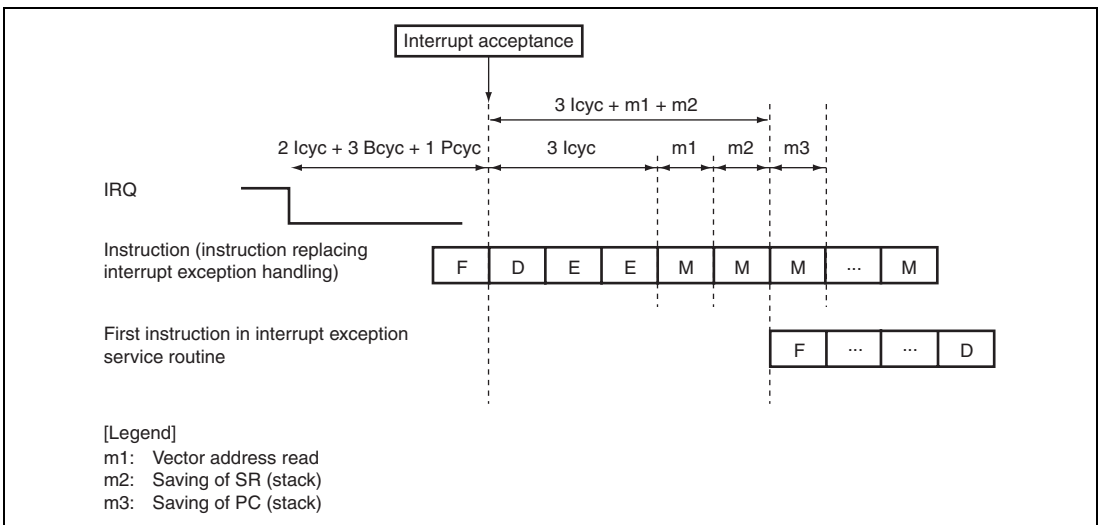 Interrupt acceptance
3 Icyc + m1 + m2
2 Icyc + 3 Bcyc + 1 Pcyc
3 Icyc
m1
m2
m3
IRQ
Instruction (instruction replacing
interrupt exception handling)
F D E E M M M ... M
First instruction in interrupt exception
service routine
F ... ... D
[Legend]
m1: Vector address read
m2: Saving of SR (stack)
m3: Saving of PC (stack)